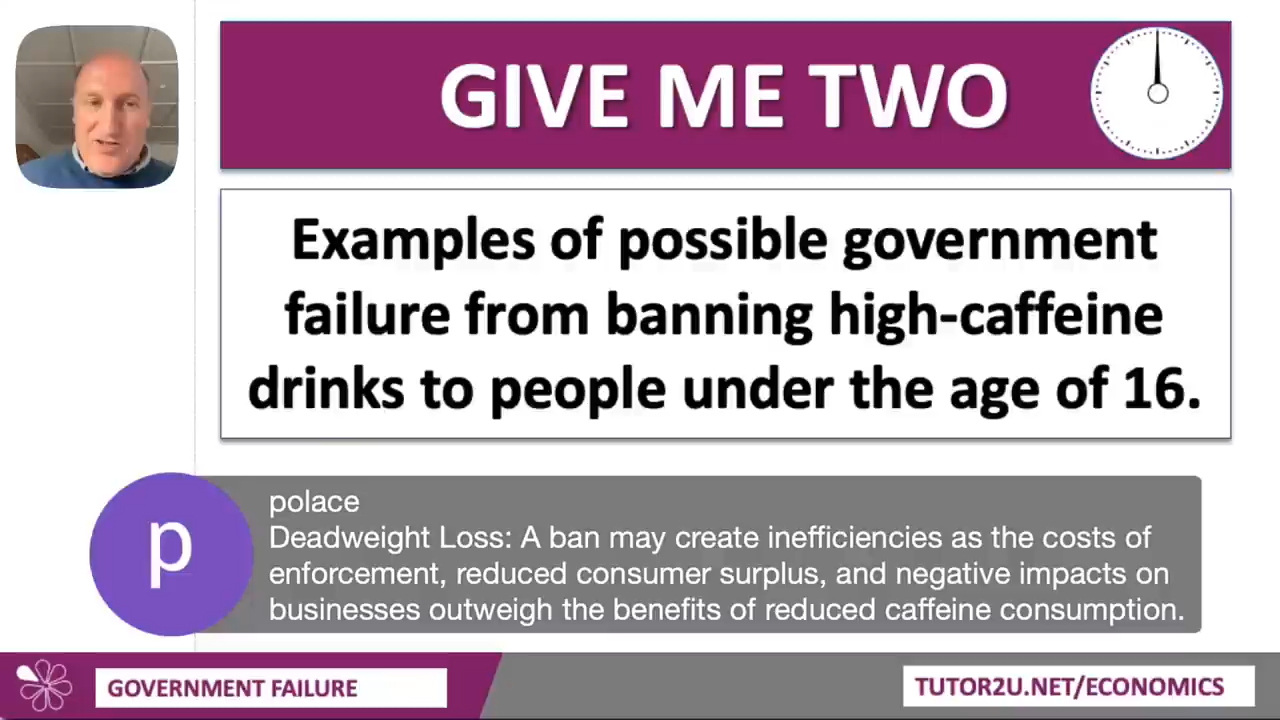 GIVE ME TWO
Examples of possible government
failure from banning high-caffeine
drinks to people under the age of 16.
p
polace
Deadweight Loss: A ban may create inefficiencies as the costs of
enforcement, reduced consumer surplus, and negative impacts on
businesses outweigh the benefits of reduced caffeine consumption.
GOVERNMENT FAILURE
TUTOR2U.NET/ECONOMICS